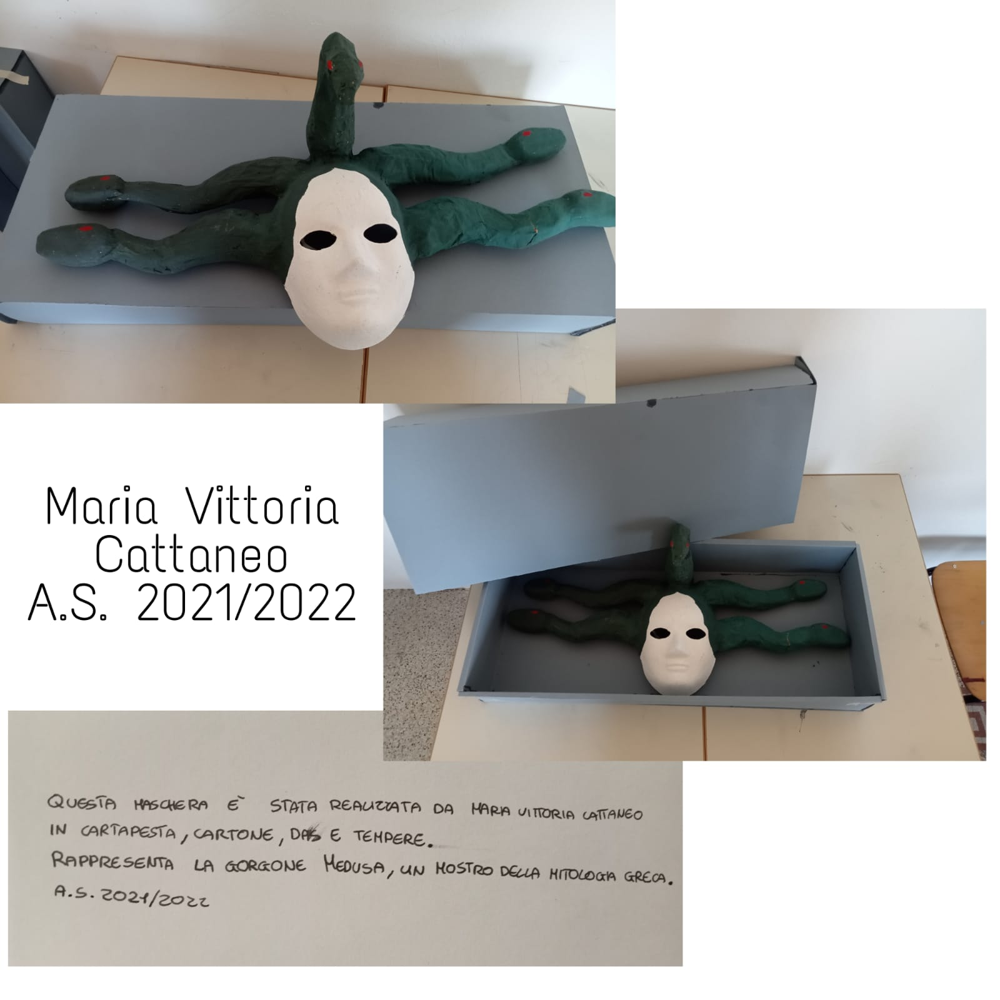 Maria Vittoria
Cattaneo
A.S. 2021/2022
QUESTA MASCHERA È STATA REALIZZATA DA MARIA VITTORIA CATTANEO
IN CARTAPESTA, CARTONE, DAS E TEMPERE.
RAPPRESENTA LA GORGONE MEDUSA, UN MOSTRO DELLA MITOLOGIA GRECA.
A.S. 2021/2022